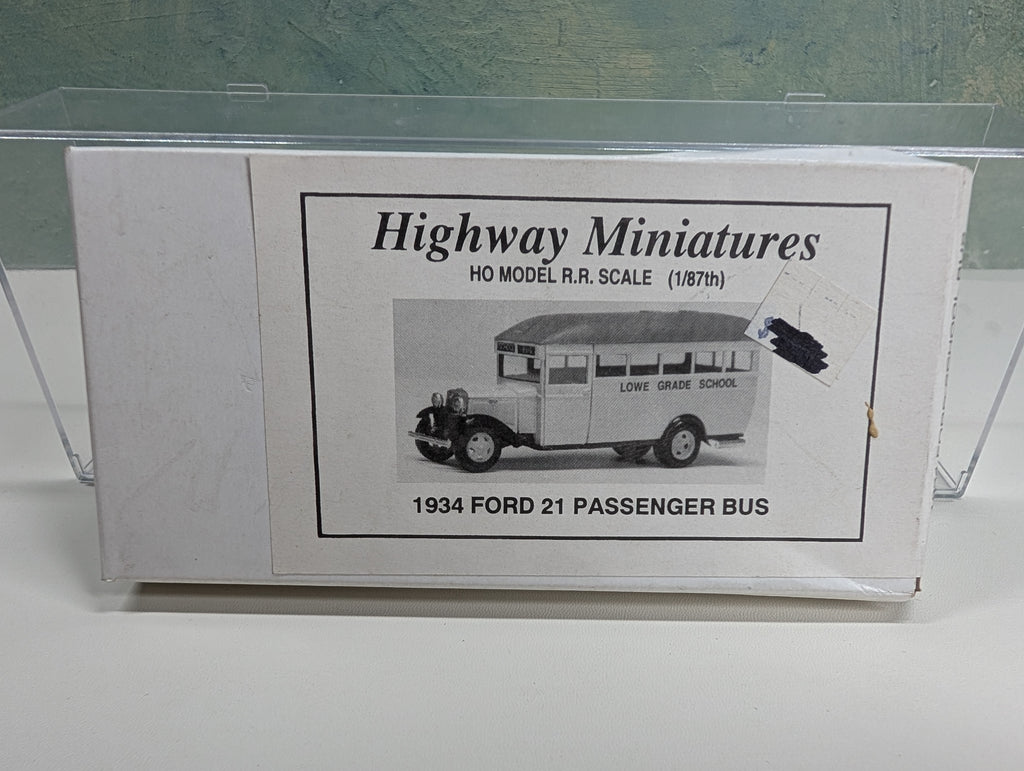 Highway Miniatures
HO MODEL R.R. SCALE (1/87th)
LOWE GRADE SCHOOL
1934 FORD 21 PASSENGER BUS